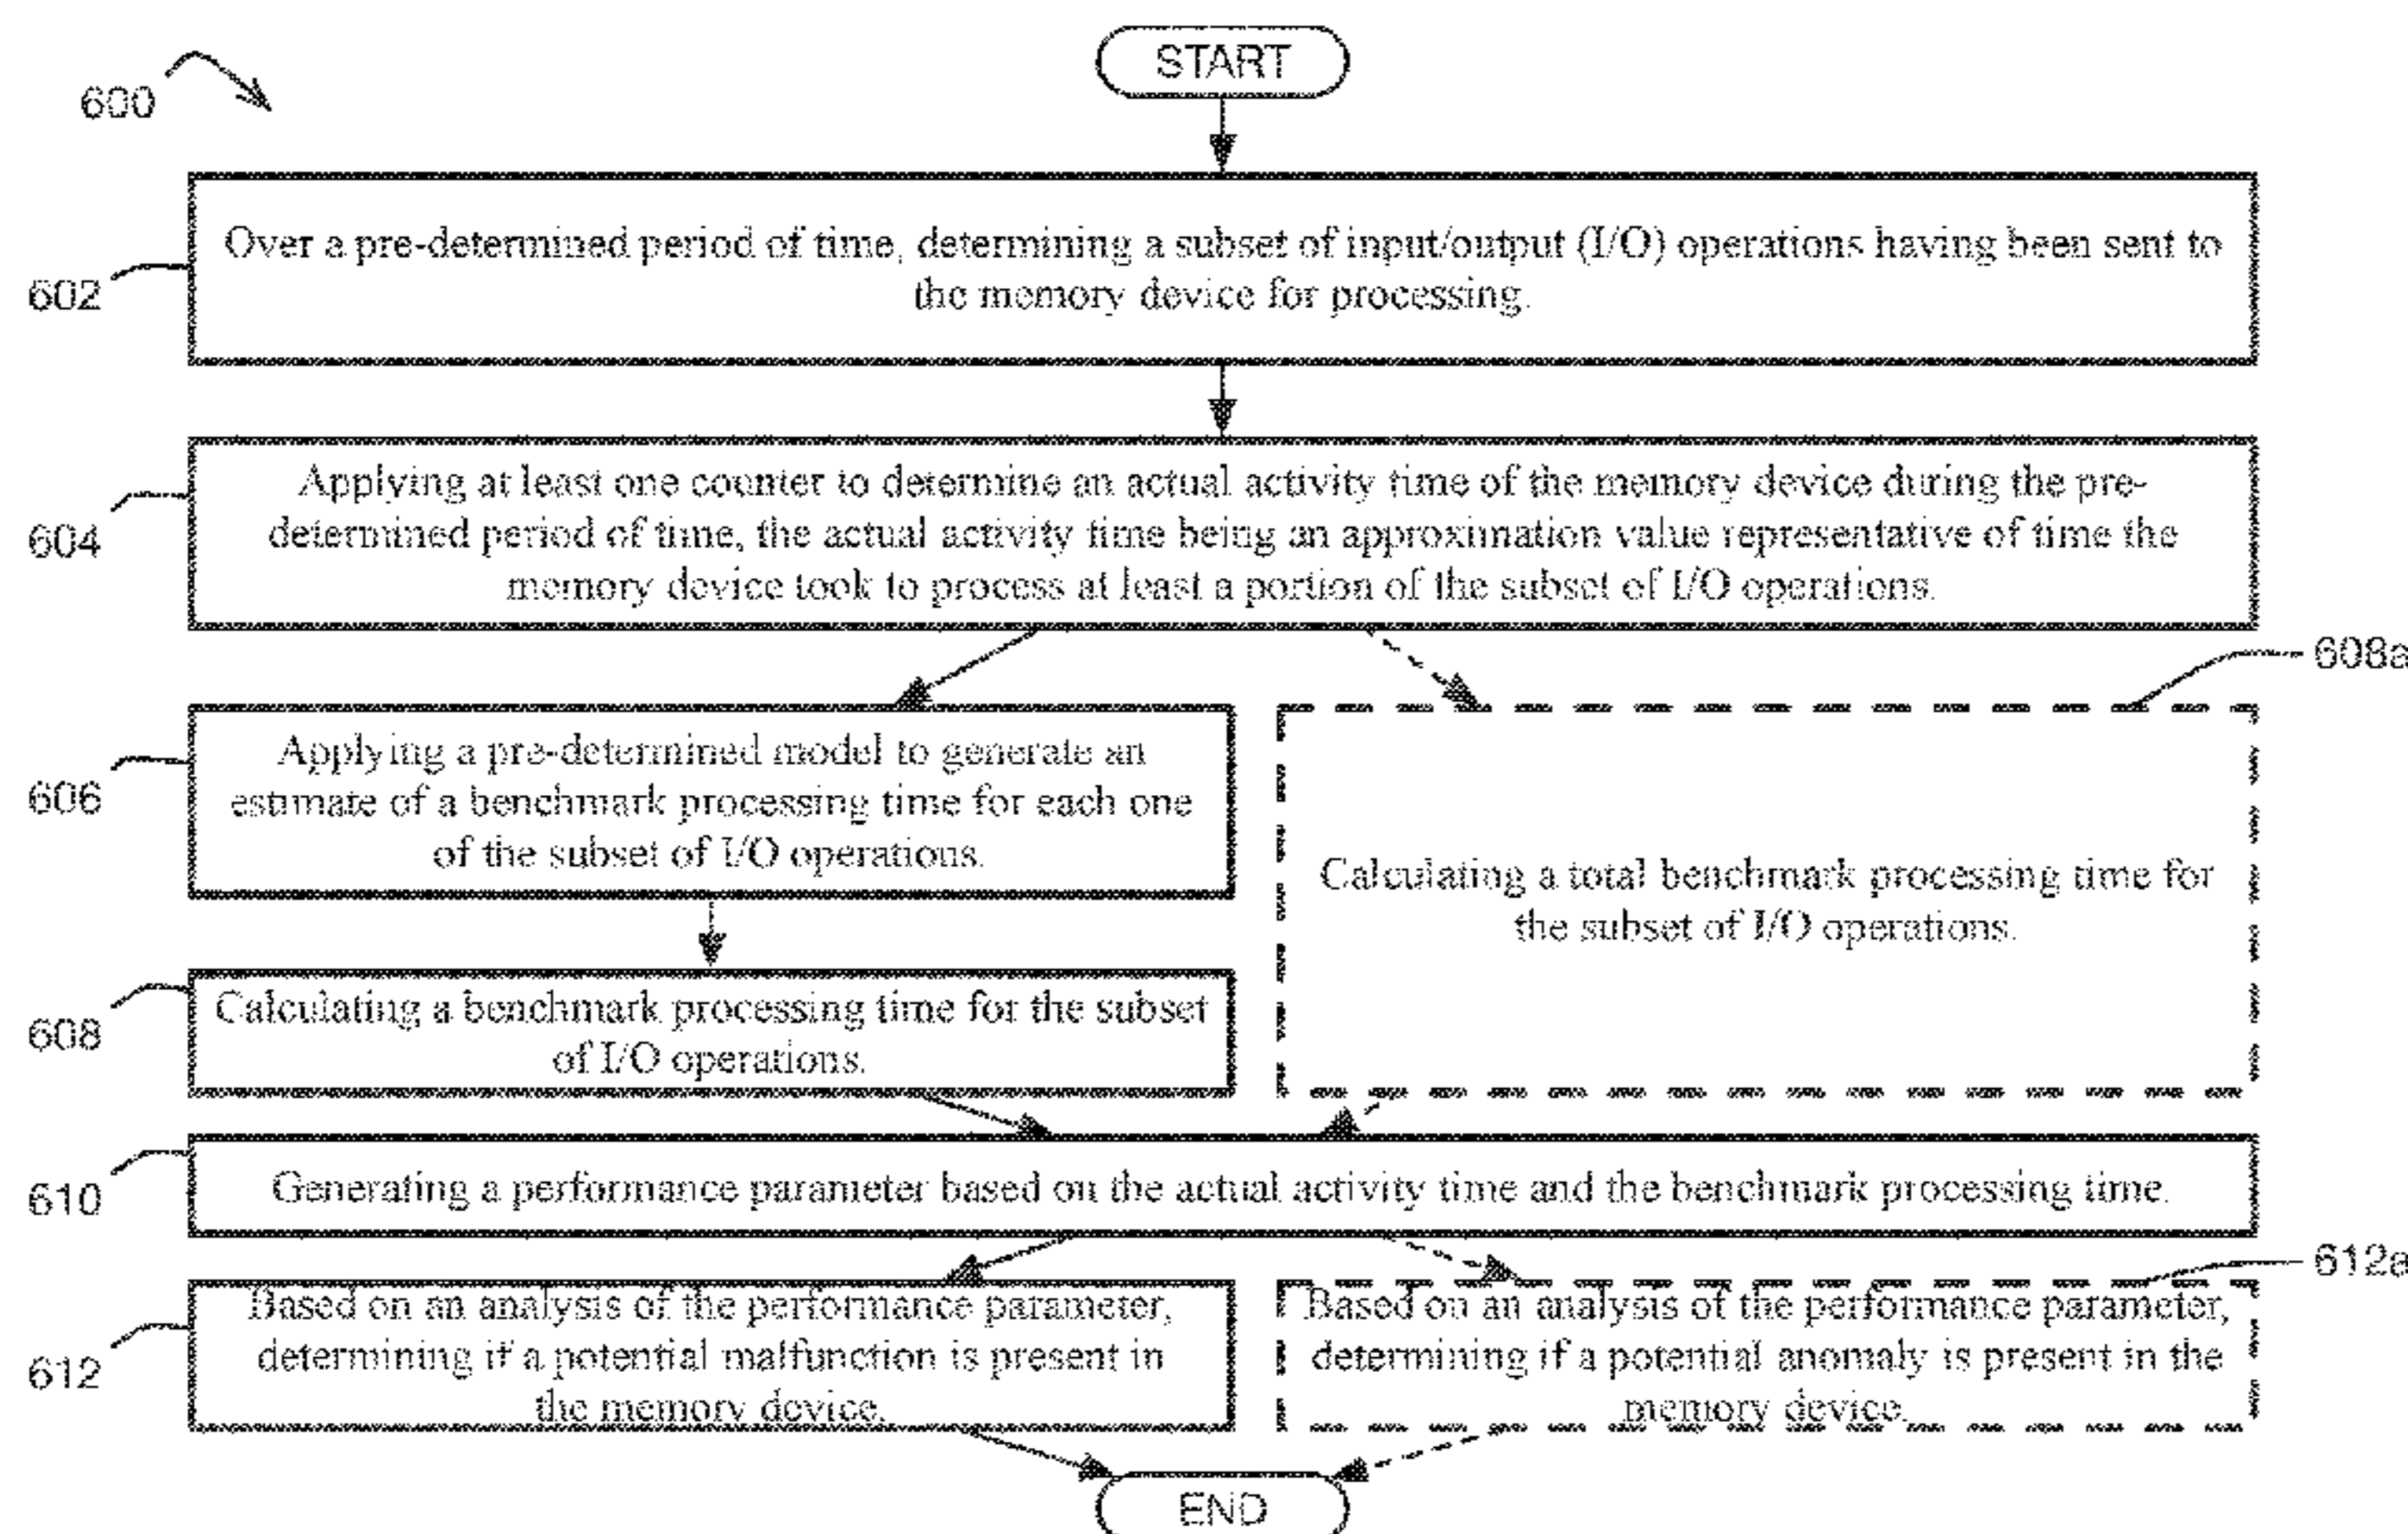 START
600
602
Over a pre-determined period of time, determining a subset of input/output (I/O) operations having been sent to
the memory device for processing.
604
Applying at least one counter to determine an actual activity time of the memory device during the pre-
determined period of time, the actual activity time being an approximation value representative of time the
memory device took to process at least a portion of the subset of I/O operations.
606
Applying a pre-determined model to generate an
estimate of a benchmark processing time for each one
of the subset of I/O operations.
608a
Calculating a total benchmark processing time for
the subset of I/O operations.
608
Calculating a benchmark processing time for the subset
of I/O operations.
610
Generating a performance parameter based on the actual activity time and the benchmark processing time.
612
Based on an analysis of the performance parameter,
determining if a potential malfunction is present in
the memory device.
612a
Based on an analysis of the performance parameter,
determining if a potential anomaly is present in the
memory device.
END